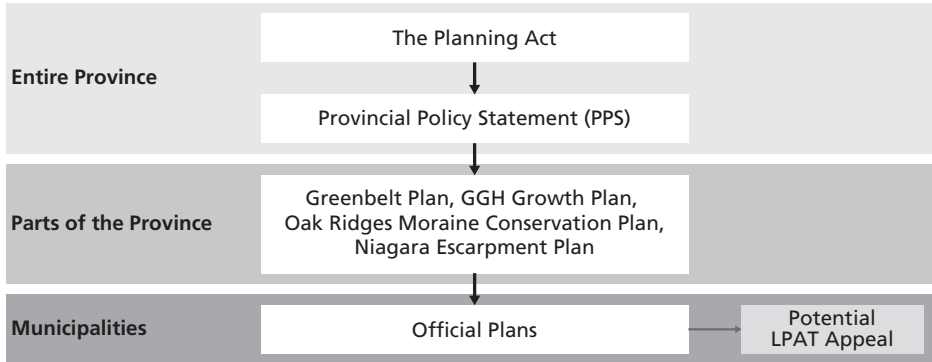 The Planning Act
Entire Province
Provincial Policy Statement (PPS)
Parts of the Province
Greenbelt Plan, GGH Growth Plan,
Oak Ridges Moraine Conservation Plan,
Niagara Escarpment Plan
Municipalities
Official Plans
Potential
LPAT Appeal